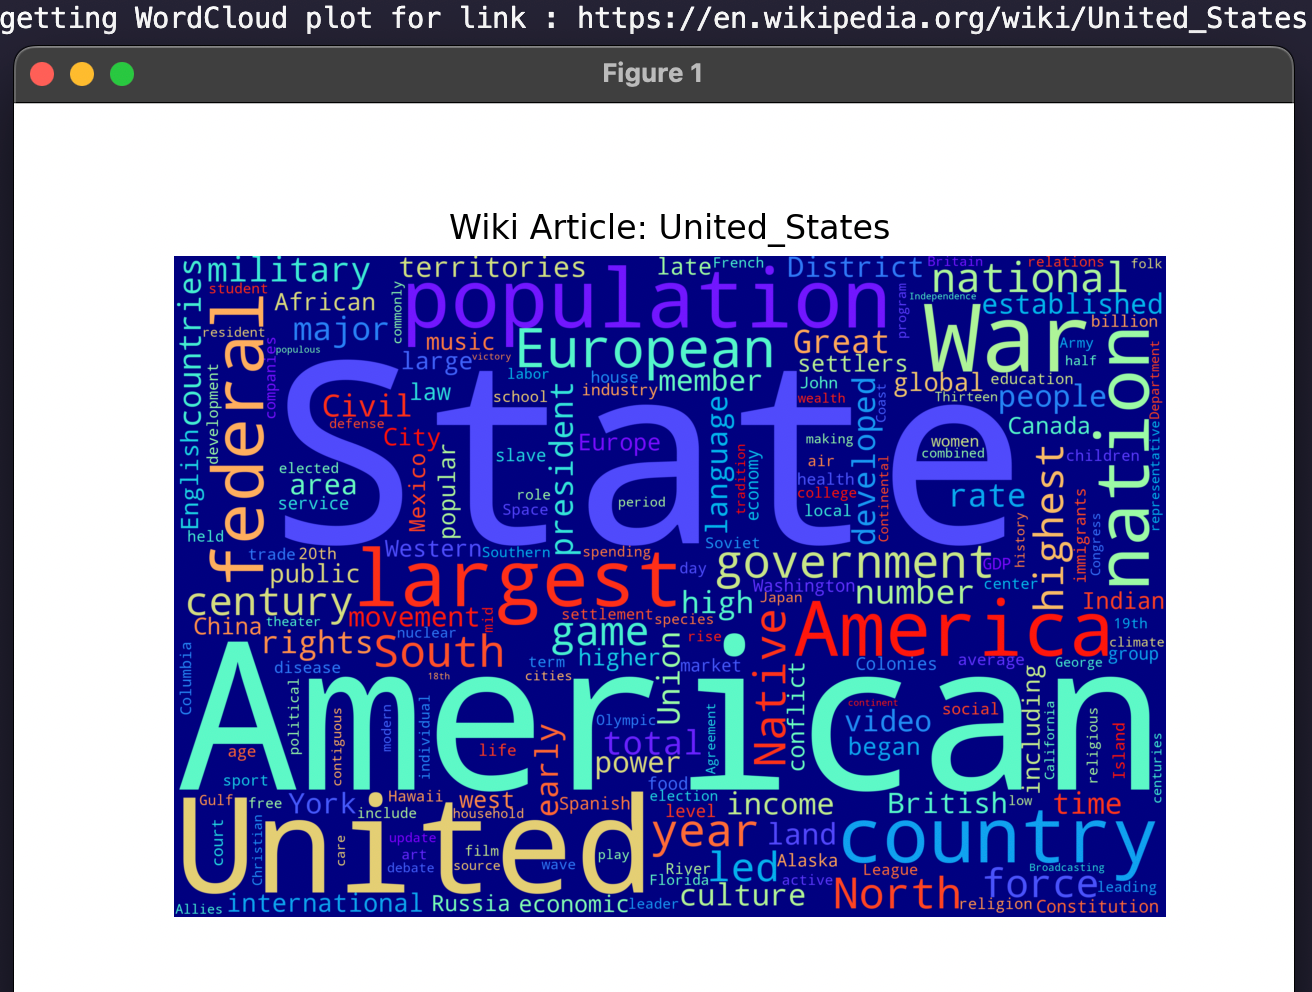 getting WordCloud plot for link : https://en.wikipedia.org/wiki/United_States
Figure 1
Wiki Article: United_States
military
territories
late
French
District
Britain
relations
folk
student
African
commonly
population
program
Independence
national
established
countries
federal
resident
major
populous
companies
music
large
victory
European
Great
settlers
War
billion
Army
half
nation
Department
development
State
law
labor
house
industry
member
John
wealth
global
education
Thirteen
people
Coast
Civil
defense
City
school
president
Europe
language
developed
Canada
making
women
combined
children
English
elected
area
service
Mexico
popular
slave
role
Space
period
tradition
economy
air
health
college
local
Continental
rate
highest
history
immigrants
Congress
representative
held
trade
20th
Western
Southern
spending
Soviet
day
government
GDP
center
public
largest
Washington
number
century
movement
mid
settlement
species
high
Japan
America
Indian
19th
China
theater
nuclear
game
rise
Native
climate
rights
South
term
higher
Union
market
Colonies
average
George
group
disease
18th
cities
Columbia
American
political
contiguous
modern
individual
Olympic
Agreement
conflict
continent
video
social
including
California
religious
Island
centuries
age
life
early
total
began
sport
power
food
Gulf
free
York
Hawaii
west
household
Spanish
election
level
income
British
low
time
include
United
court
Christian
care
update
art
debate
film
source
wave
play
year
land
country
River
led
Alaska
League
Broadcasting
Florida
active
force
leading
Allies
international
Russia
economic
leader
culture
North
religion
Constitution